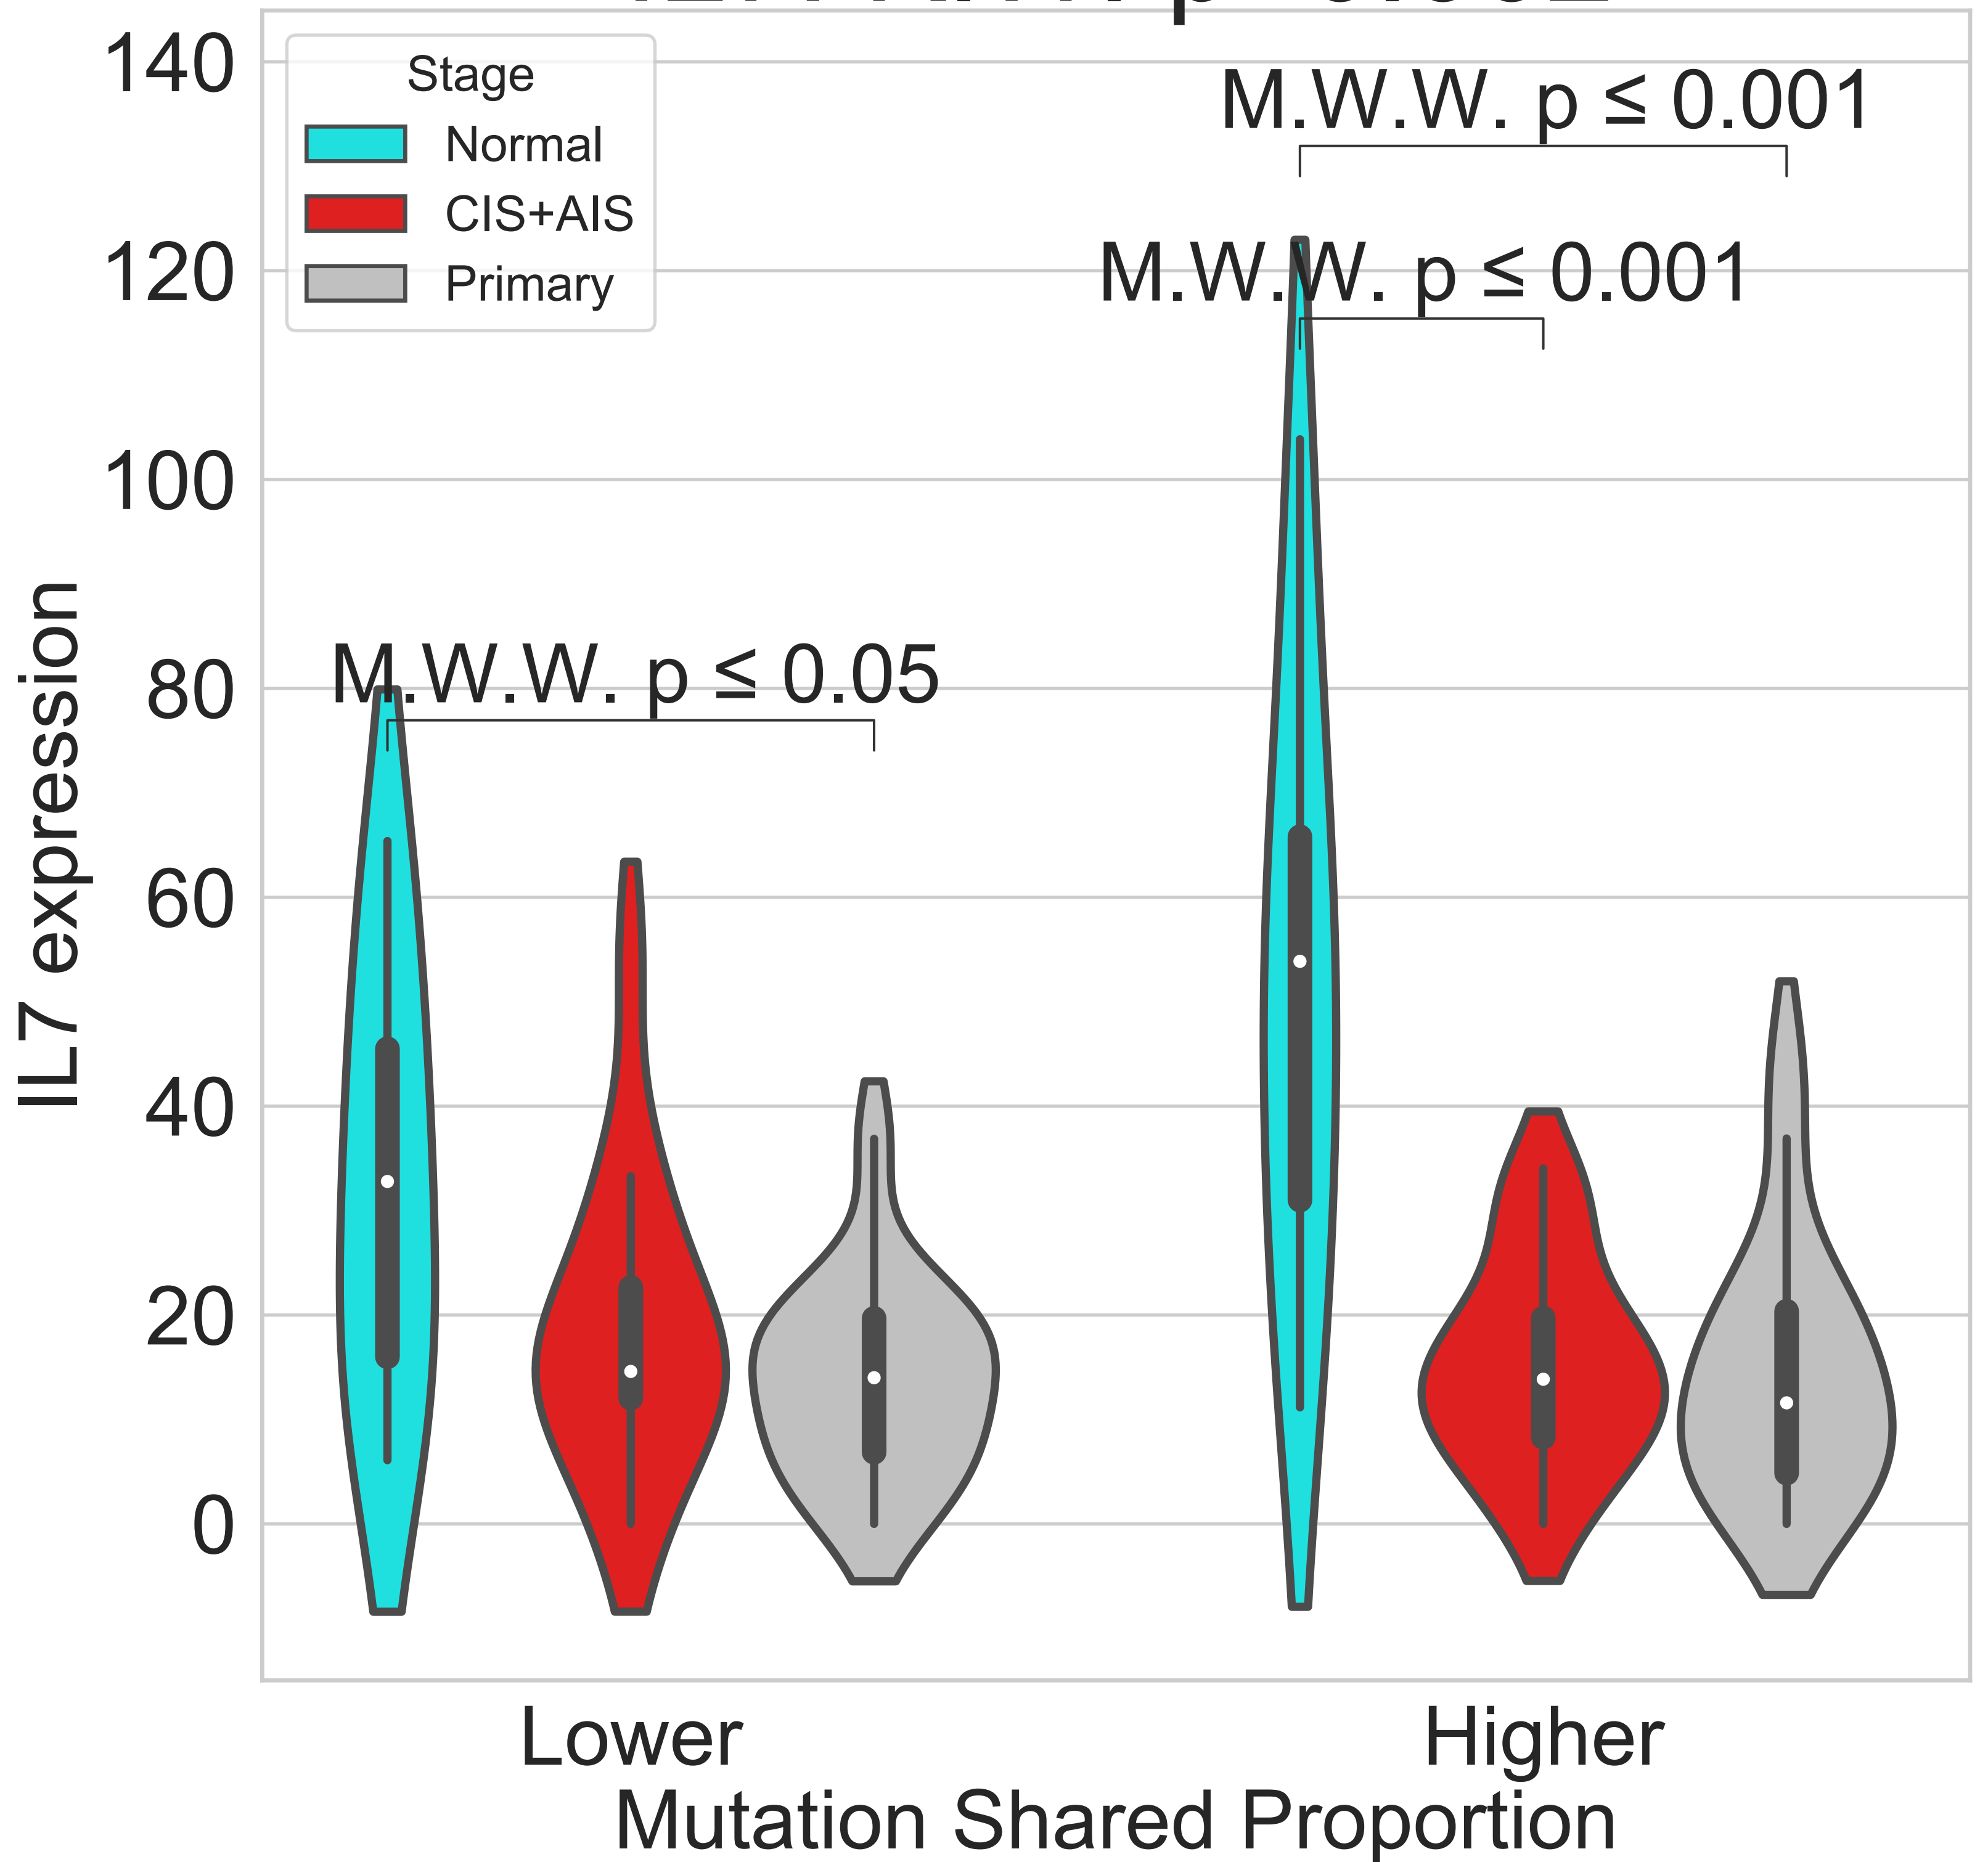 140
120
100
80
60
40
20
0
IL7 expression
Stage
Normal
CIS+AIS
Primary
M.W.W. p ≤ 0.001
M.W.W. p ≤ 0.001
M.W.W. p ≤ 0.05
Lower
Higher
Mutation Shared Proportion